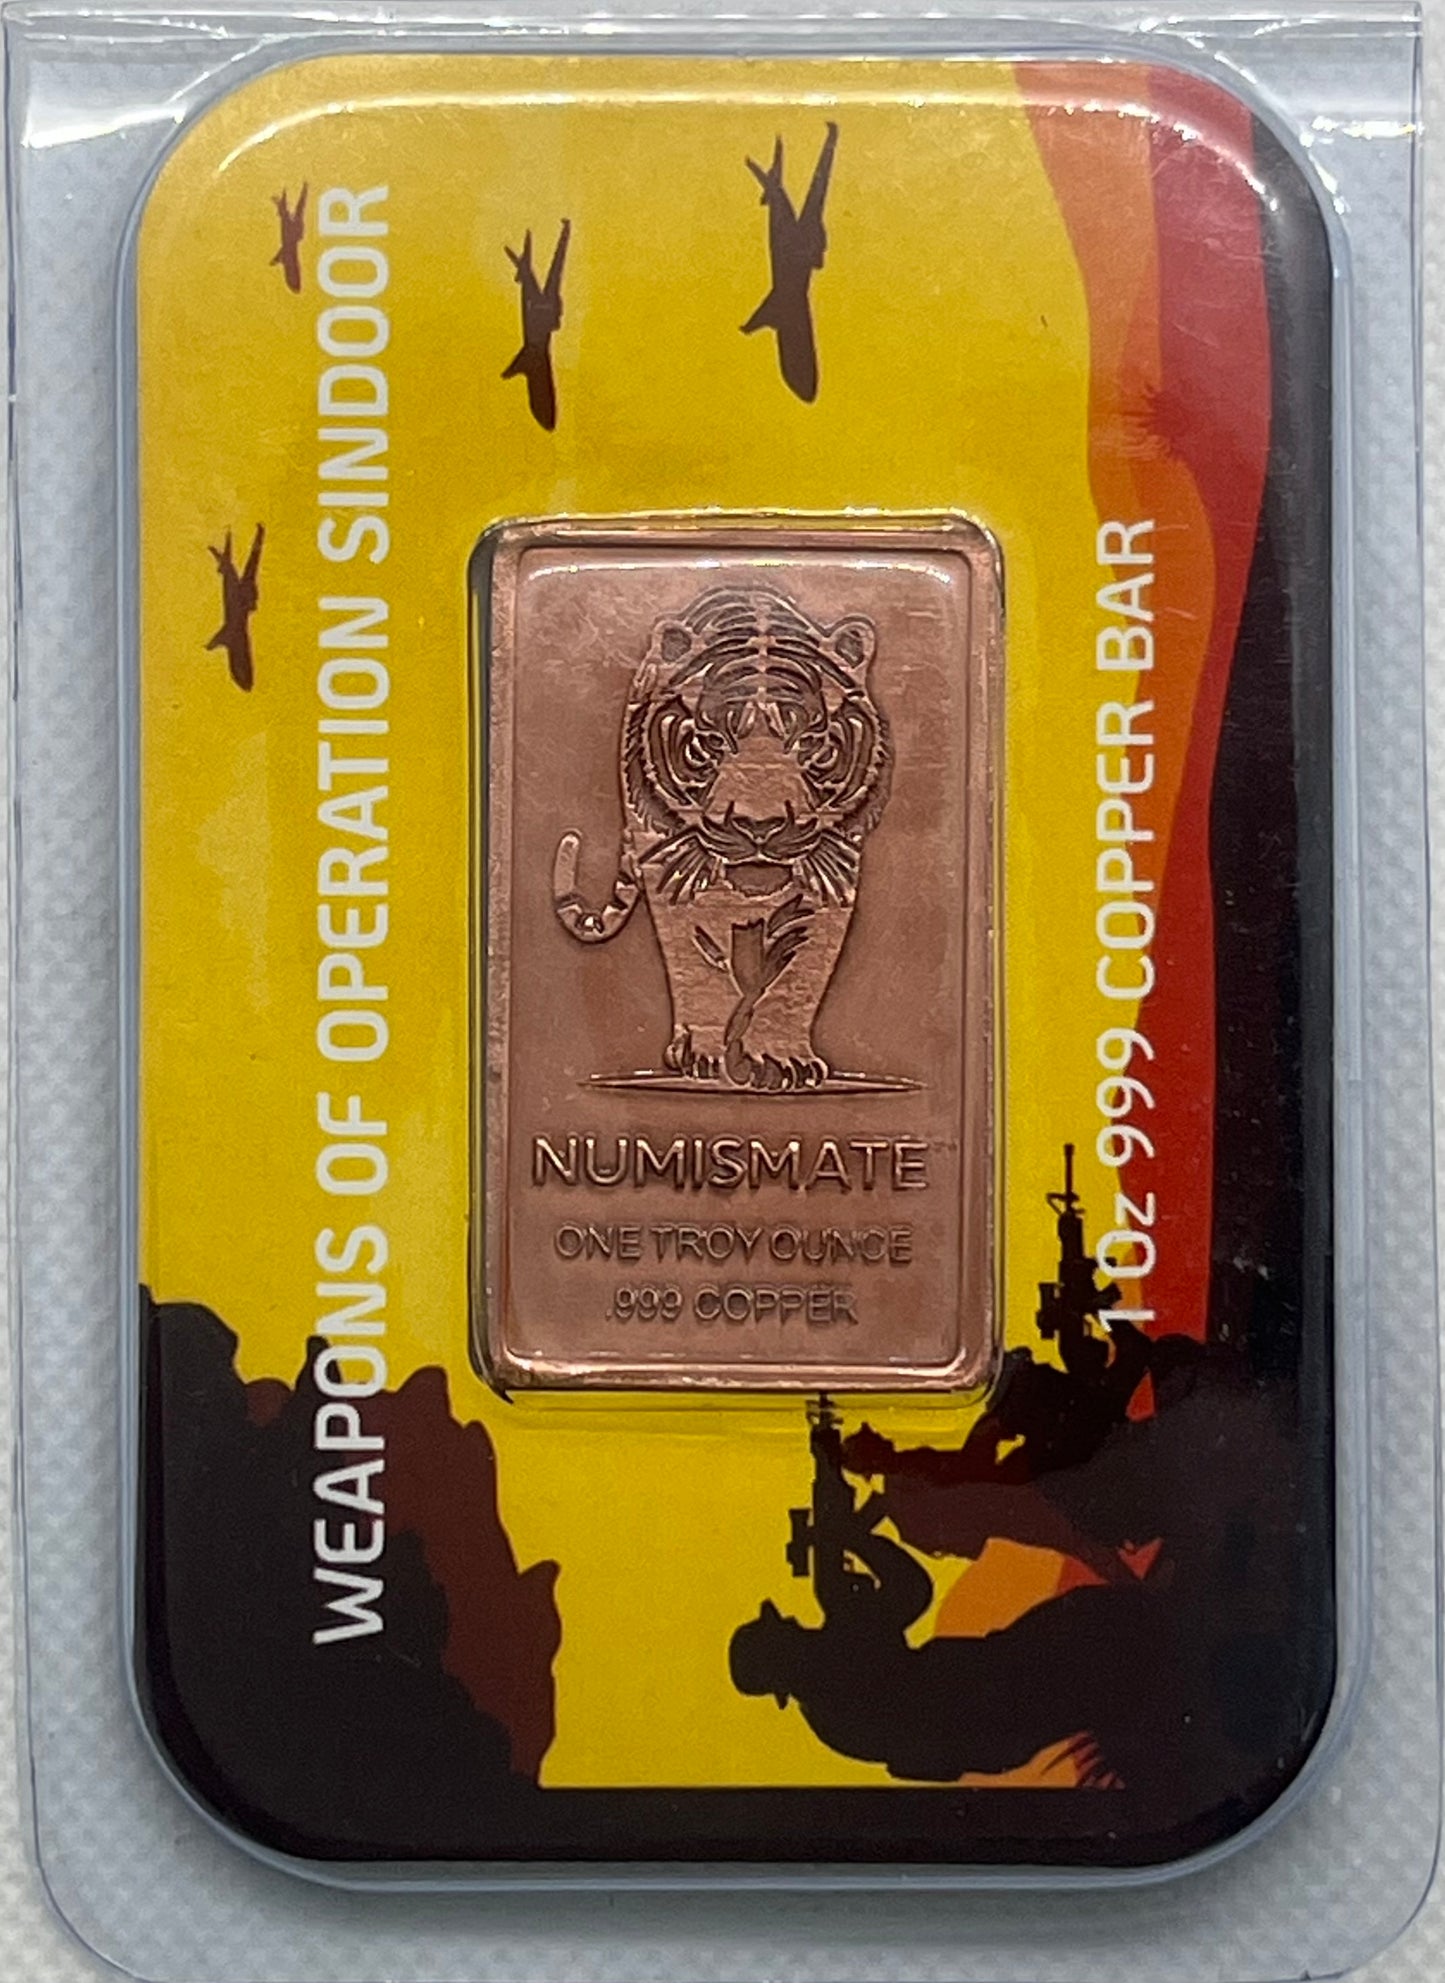 WEAPONS OF OPERATION SINDOOR
NUMISMATE
ONE TROY OUNCE
.999 COPPER
1 Oz 999 COPPER BAR